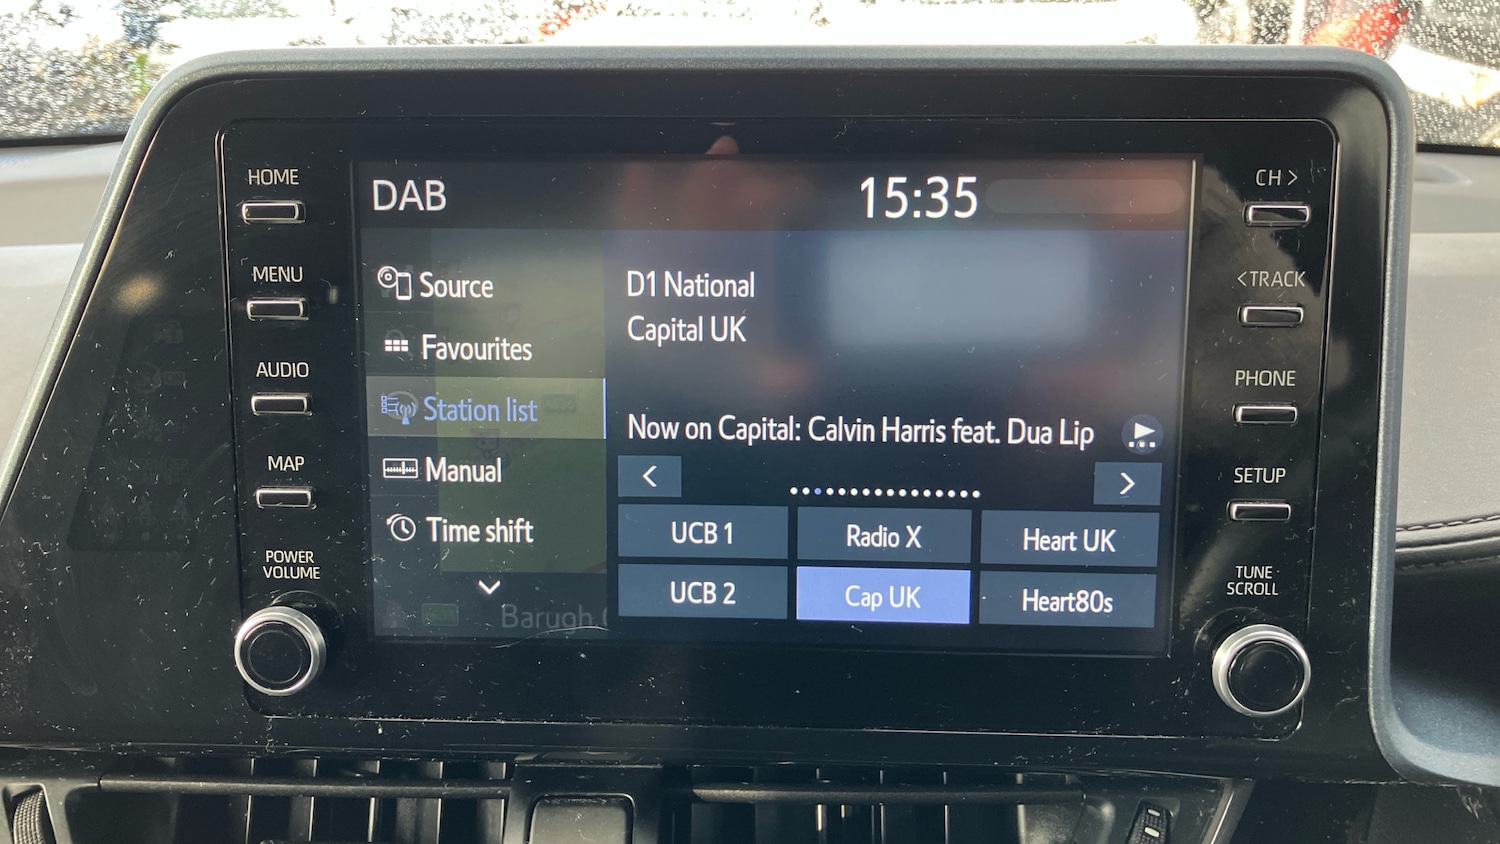 HOME
MENU
AUDIO
MAP
POWER
VOLUME
DAB
15:35
Source
Favourites
Station list
Manual
Time shift
Barugh
D1 National
Capital UK
Now on Capital: Calvin Harris feat. Dua Lip
UCB 1
Radio X
Heart UK
UCB 2
Cap UK
Heart80s
CH >
<TRACK
PHONE
SETUP
TUNE
SCROLL